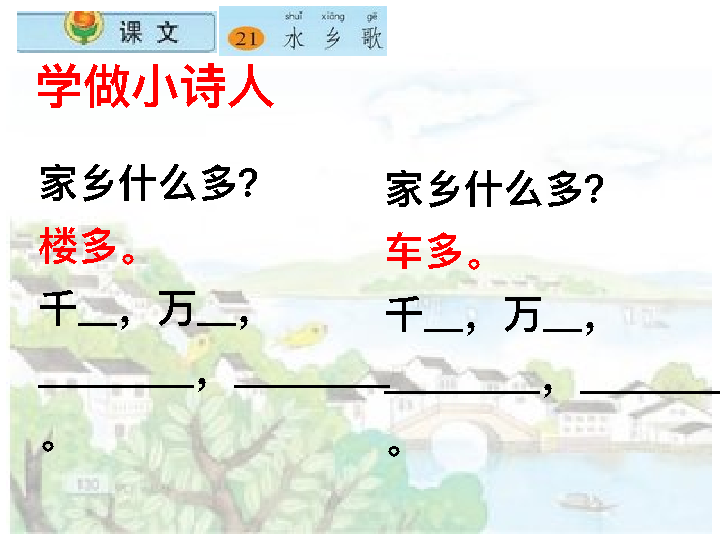 课 文
shuǐ xiāng gē
21 水 乡 歌
学做小诗人
家乡什么多?
楼多。
千__，万__，
________，________
。
家乡什么多?
车多。
千__，万__，
________，________
。
130